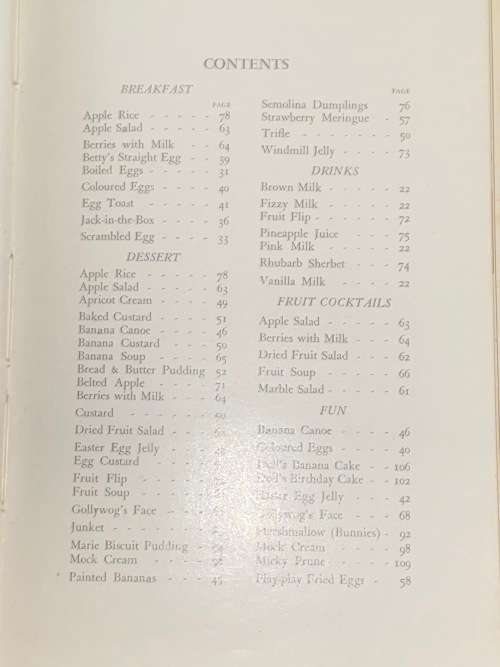 CONTENTS
BREAKFAST
PAGE
Apple Rice - - - - - 78
Apple Salad - - - - 63
Berries with Milk - - 64
Betty's Straight Egg - - 39
Boiled Eggs - - - - - 31
Coloured Eggs - - - - 40
Egg Toast - - - - 41
Jack-in-the-Box - - - - 36
Scrambled Egg - - - - 33
DESSERT
Apple Rice - - - - - 78
Apple Salad - - - - - 63
Apricot Cream - - - - 49
Baked Custard - - - - 51
Banana Canoe - - - - 46
Banana Custard - - - - 50
Banana Soup - - - - - 65
Bread & Butter Pudding 52
Belted Apple - - - - 71
Berries with Milk - - - 64
Custard - - - - - -
Dried Fruit Salad - - -
Easter Egg Jelly - - -
Egg Custard - - -
Fruit Flip - - - -
Fruit Soup - - - -
Gollywog's Face - -
Junket - - - - - -
Marie Biscuit Pudding - -
Mock Cream - - -
Painted Bananas - - - 45
PAGE
Semolina Dumplings 76
Strawberry Meringue - 57
Trifle - - - - - - - 50
Windmill Jelly - - - - 73
DRINKS
Brown Milk - - - - - 22
Fizzy Milk - - - - - 22
Fruit Flip - - - - - - 72
Pineapple Juice - - - 75
Pink Milk - - - - - 22
Rhubarb Sherbet - - - 74
Vanilla Milk - - - - 22
FRUIT COCKTAILS
Apple Salad - - - - - 63
Berries with Milk - - - 64
Dried Fruit Salad - - - 62
Fruit Soup - - - - - 66
Marble Salad - - - - - 61
FUN
Banana Canoe - - - - 46
Coloured Eggs - - - - 40
Banana Cake - - 106
Birthday Cake - - 102
Easter Egg Jelly - - - 42
Gollywog's Face - - - 68
Marshmallow (Bunnies) - 92
Mock Cream - - - - 98
Micky Prune - - - - 109
Play-play Fried Eggs - 58